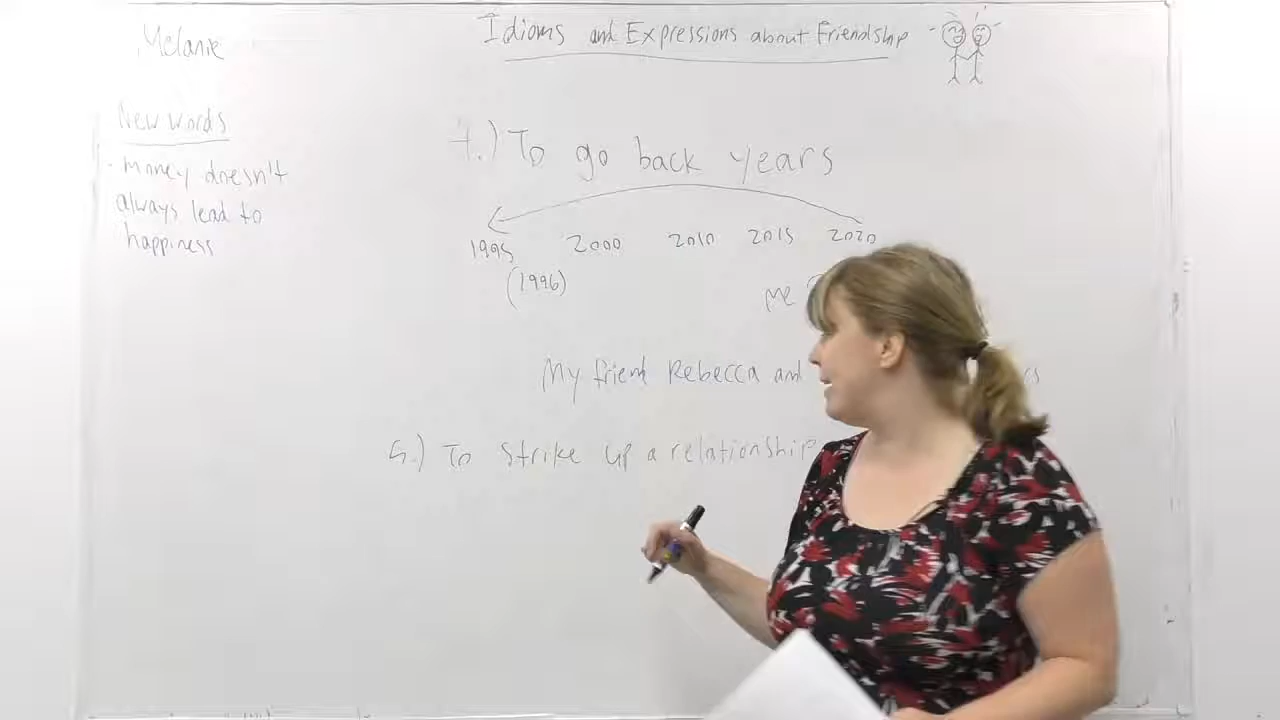 Melanie
Idioms and Expressions about Friendship
New words
- Money doesn't
always lead to
happiness
4.) To go back years
1995 2000 2010 2015 2020
(1996)
Me
My friend Rebecca and
5.) To strike up a relationship